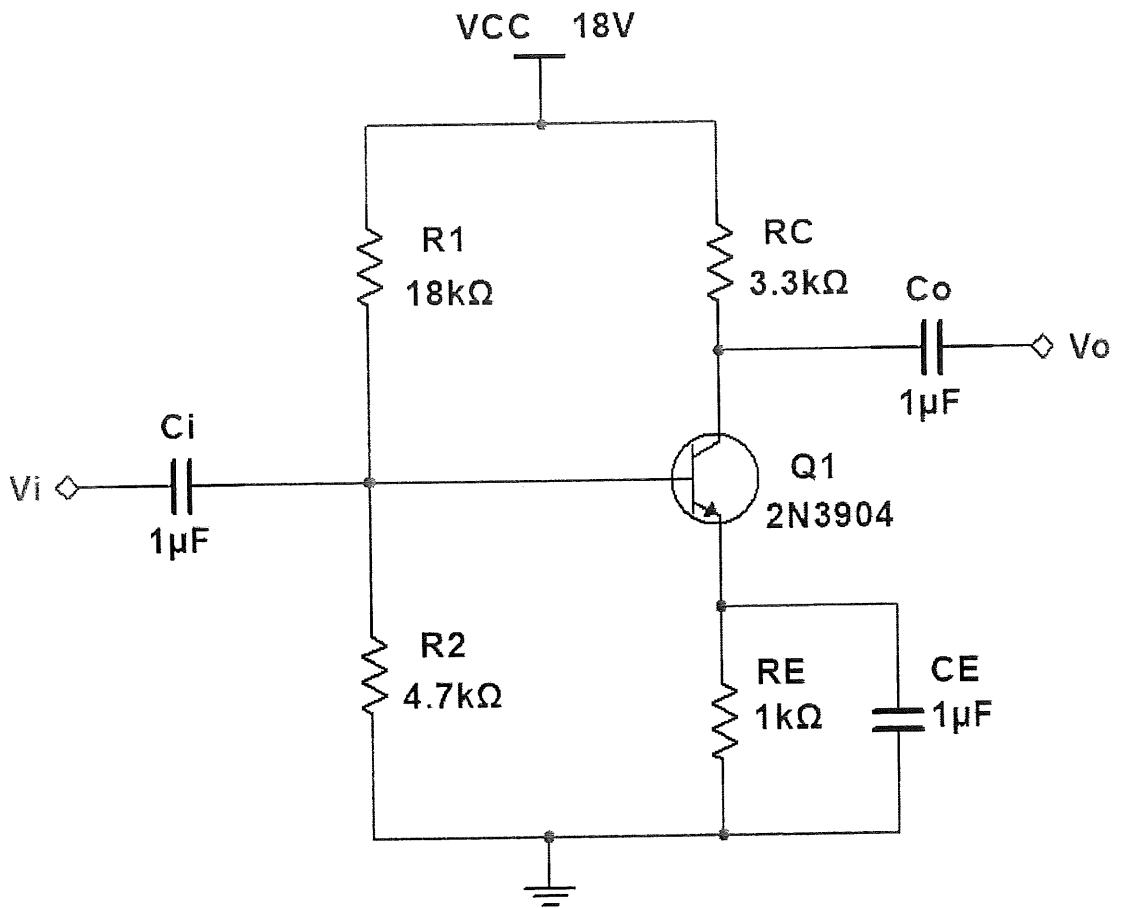 VCC 18V
R1
18kΩ
RC
3.3kΩ
Co
1µF
Vo
Ci
1µF
Vi
Q1
2N3904
R2
4.7kΩ
RE
1kΩ
CE
1µF